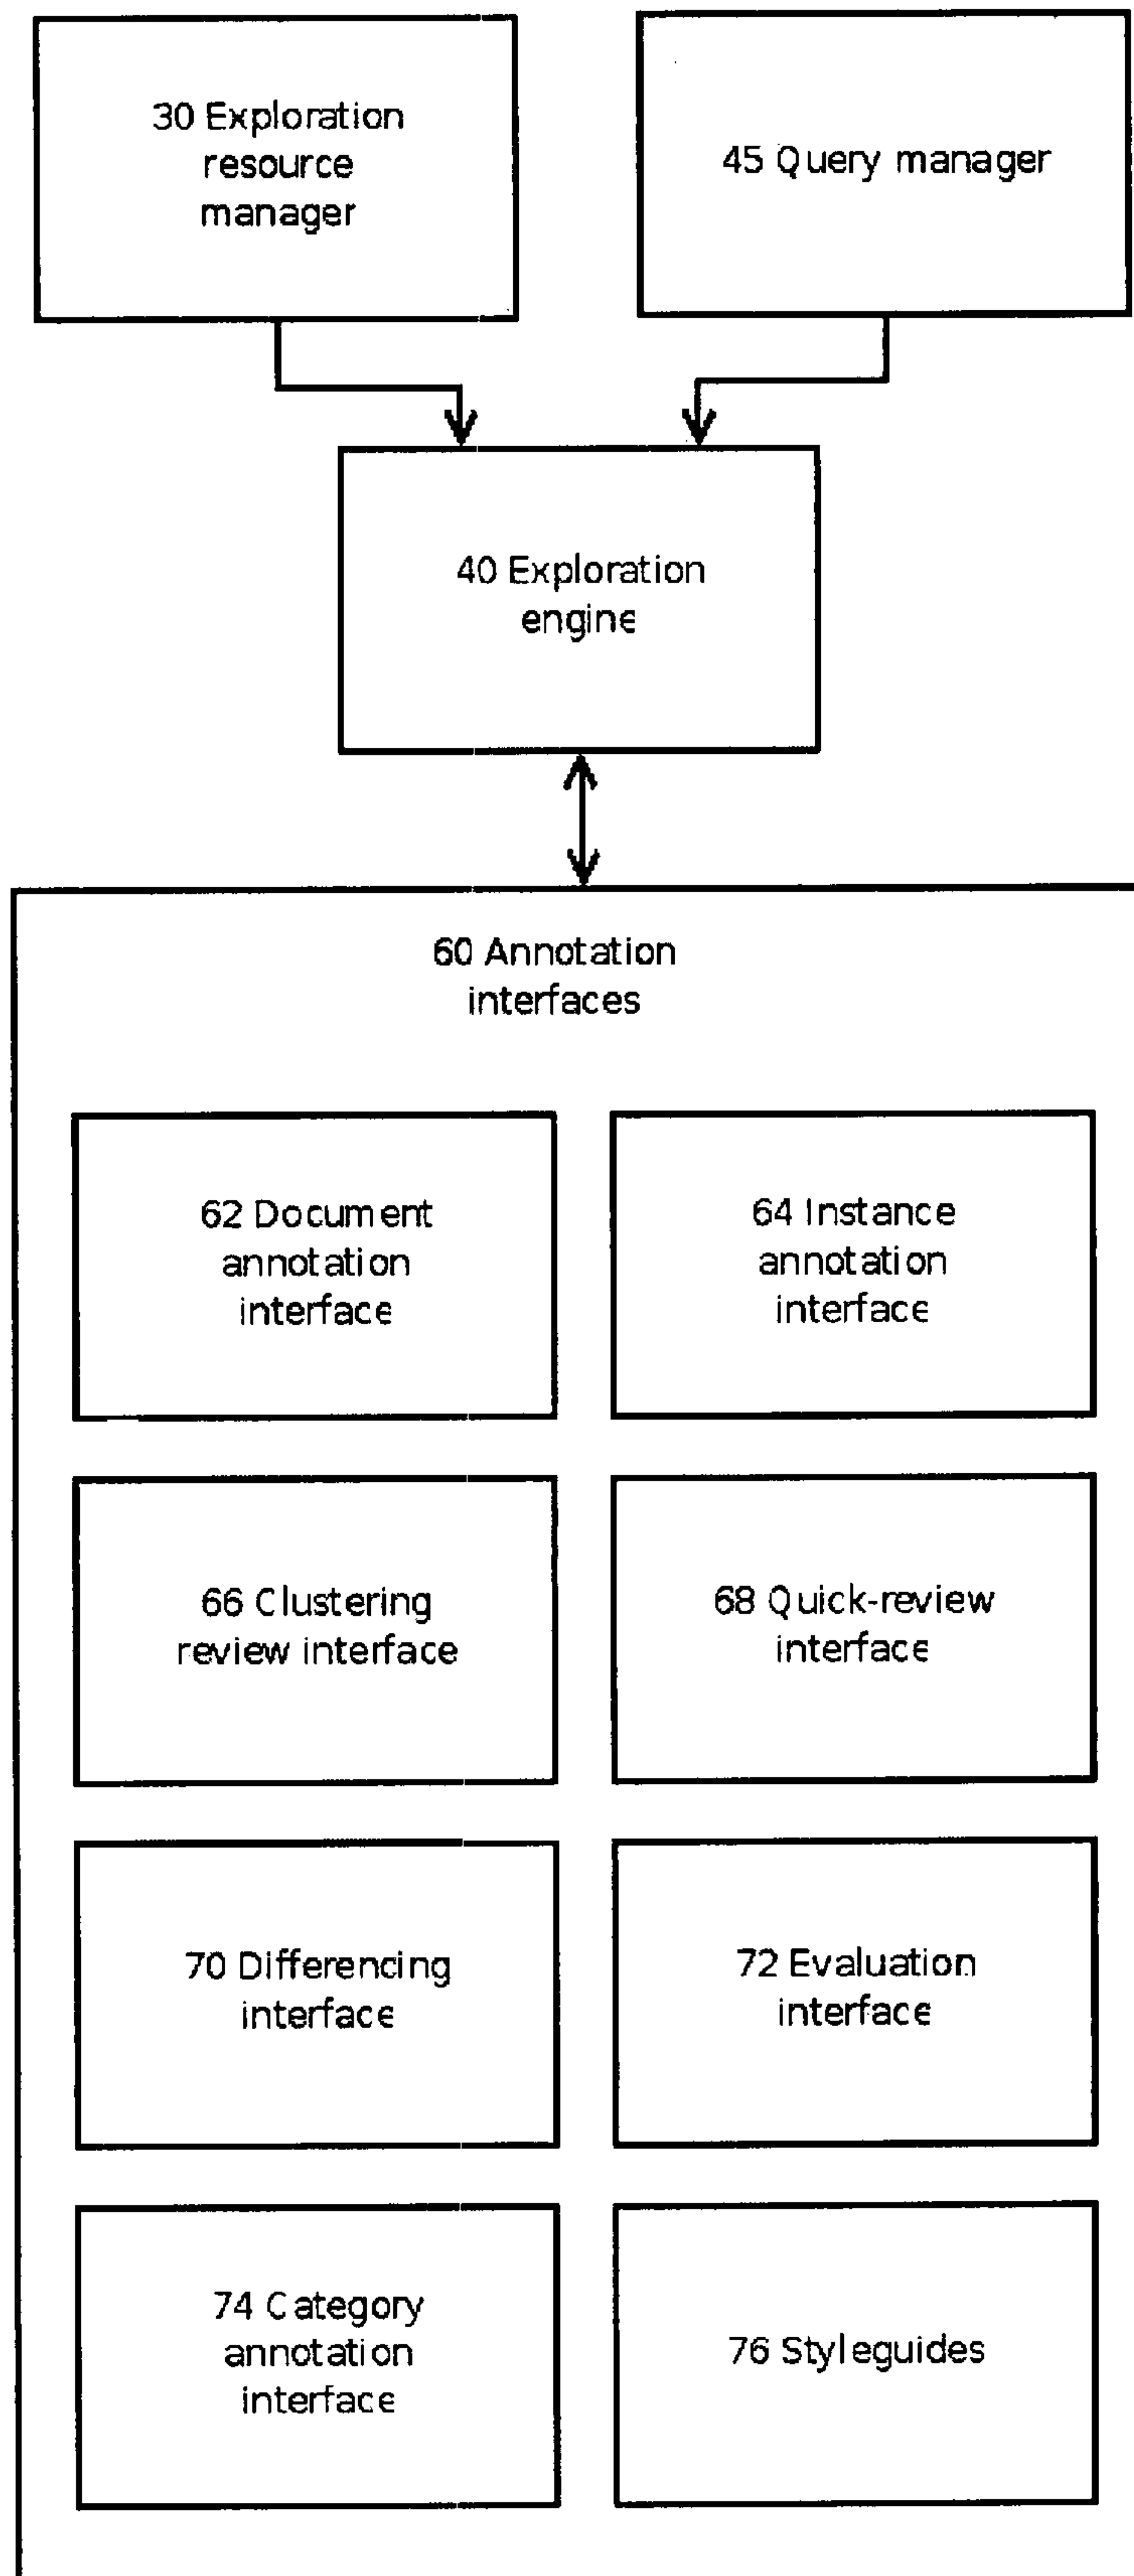 30 Exploration
resource
manager
45 Query manager
40 Exploration
engine
60 Annotation
interfaces
62 Document
annotation
interface
64 Instance
annotation
interface
66 Clustering
review interface
68 Quick-review
interface
70 Differencing
interface
72 Evaluation
interface
74 Category
annotation
interface
76 Styleguides